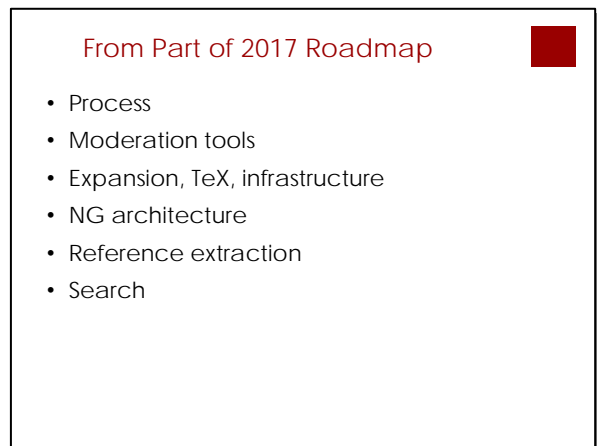 From Part of 2017 Roadmap
• Process
• Moderation tools
• Expansion, TeX, infrastructure
• NG architecture
• Reference extraction
• Search